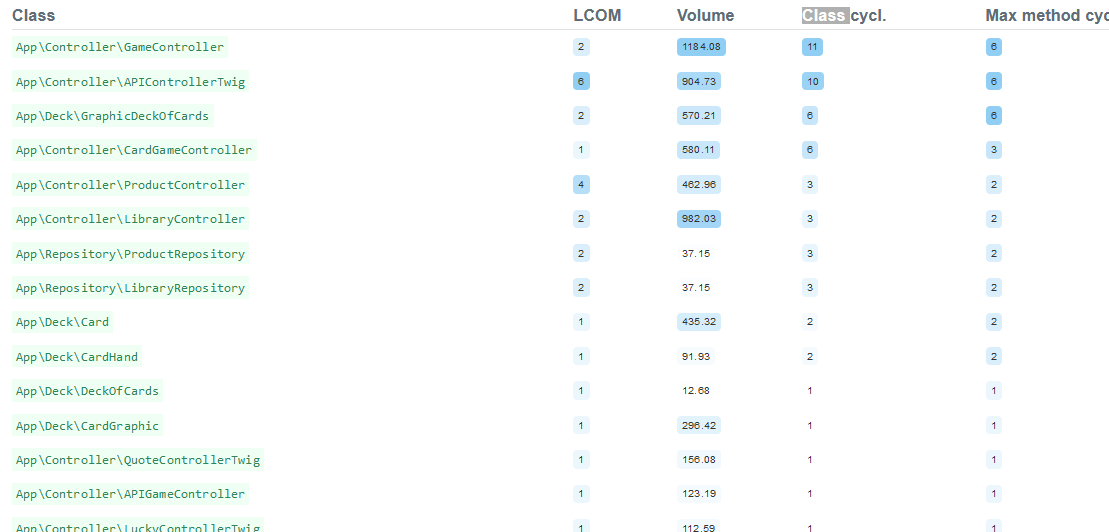 Class LCOM Volume Class cycl. Max method cyc
App\Controller\GameController 2 1184.08 11 6
App\Controller\APIControllerTwig 6 904.73 10 6
App\Deck\GraphicDeckOfCards 2 570.21 6 6
App\Controller\CardGameController 1 580.11 6 3
App\Controller\ProductController 4 462.96 3 2
App\Controller\LibraryController 2 982.03 3 2
App\Repository\ProductRepository 2 37.15 3 2
App\Repository\LibraryRepository 2 37.15 3 2
App\Deck\Card 1 435.32 2 2
App\Deck\CardHand 1 91.93 2 2
App\Deck\DeckOfCards 1 12.68 1 1
App\Deck\CardGraphic 1 296.42 1 1
App\Controller\QuoteControllerTwig 1 156.08 1 1
App\Controller\APIGameController 1 123.19 1 1
App\Controller\LuckyControllerTwig 1 112.59 1 1